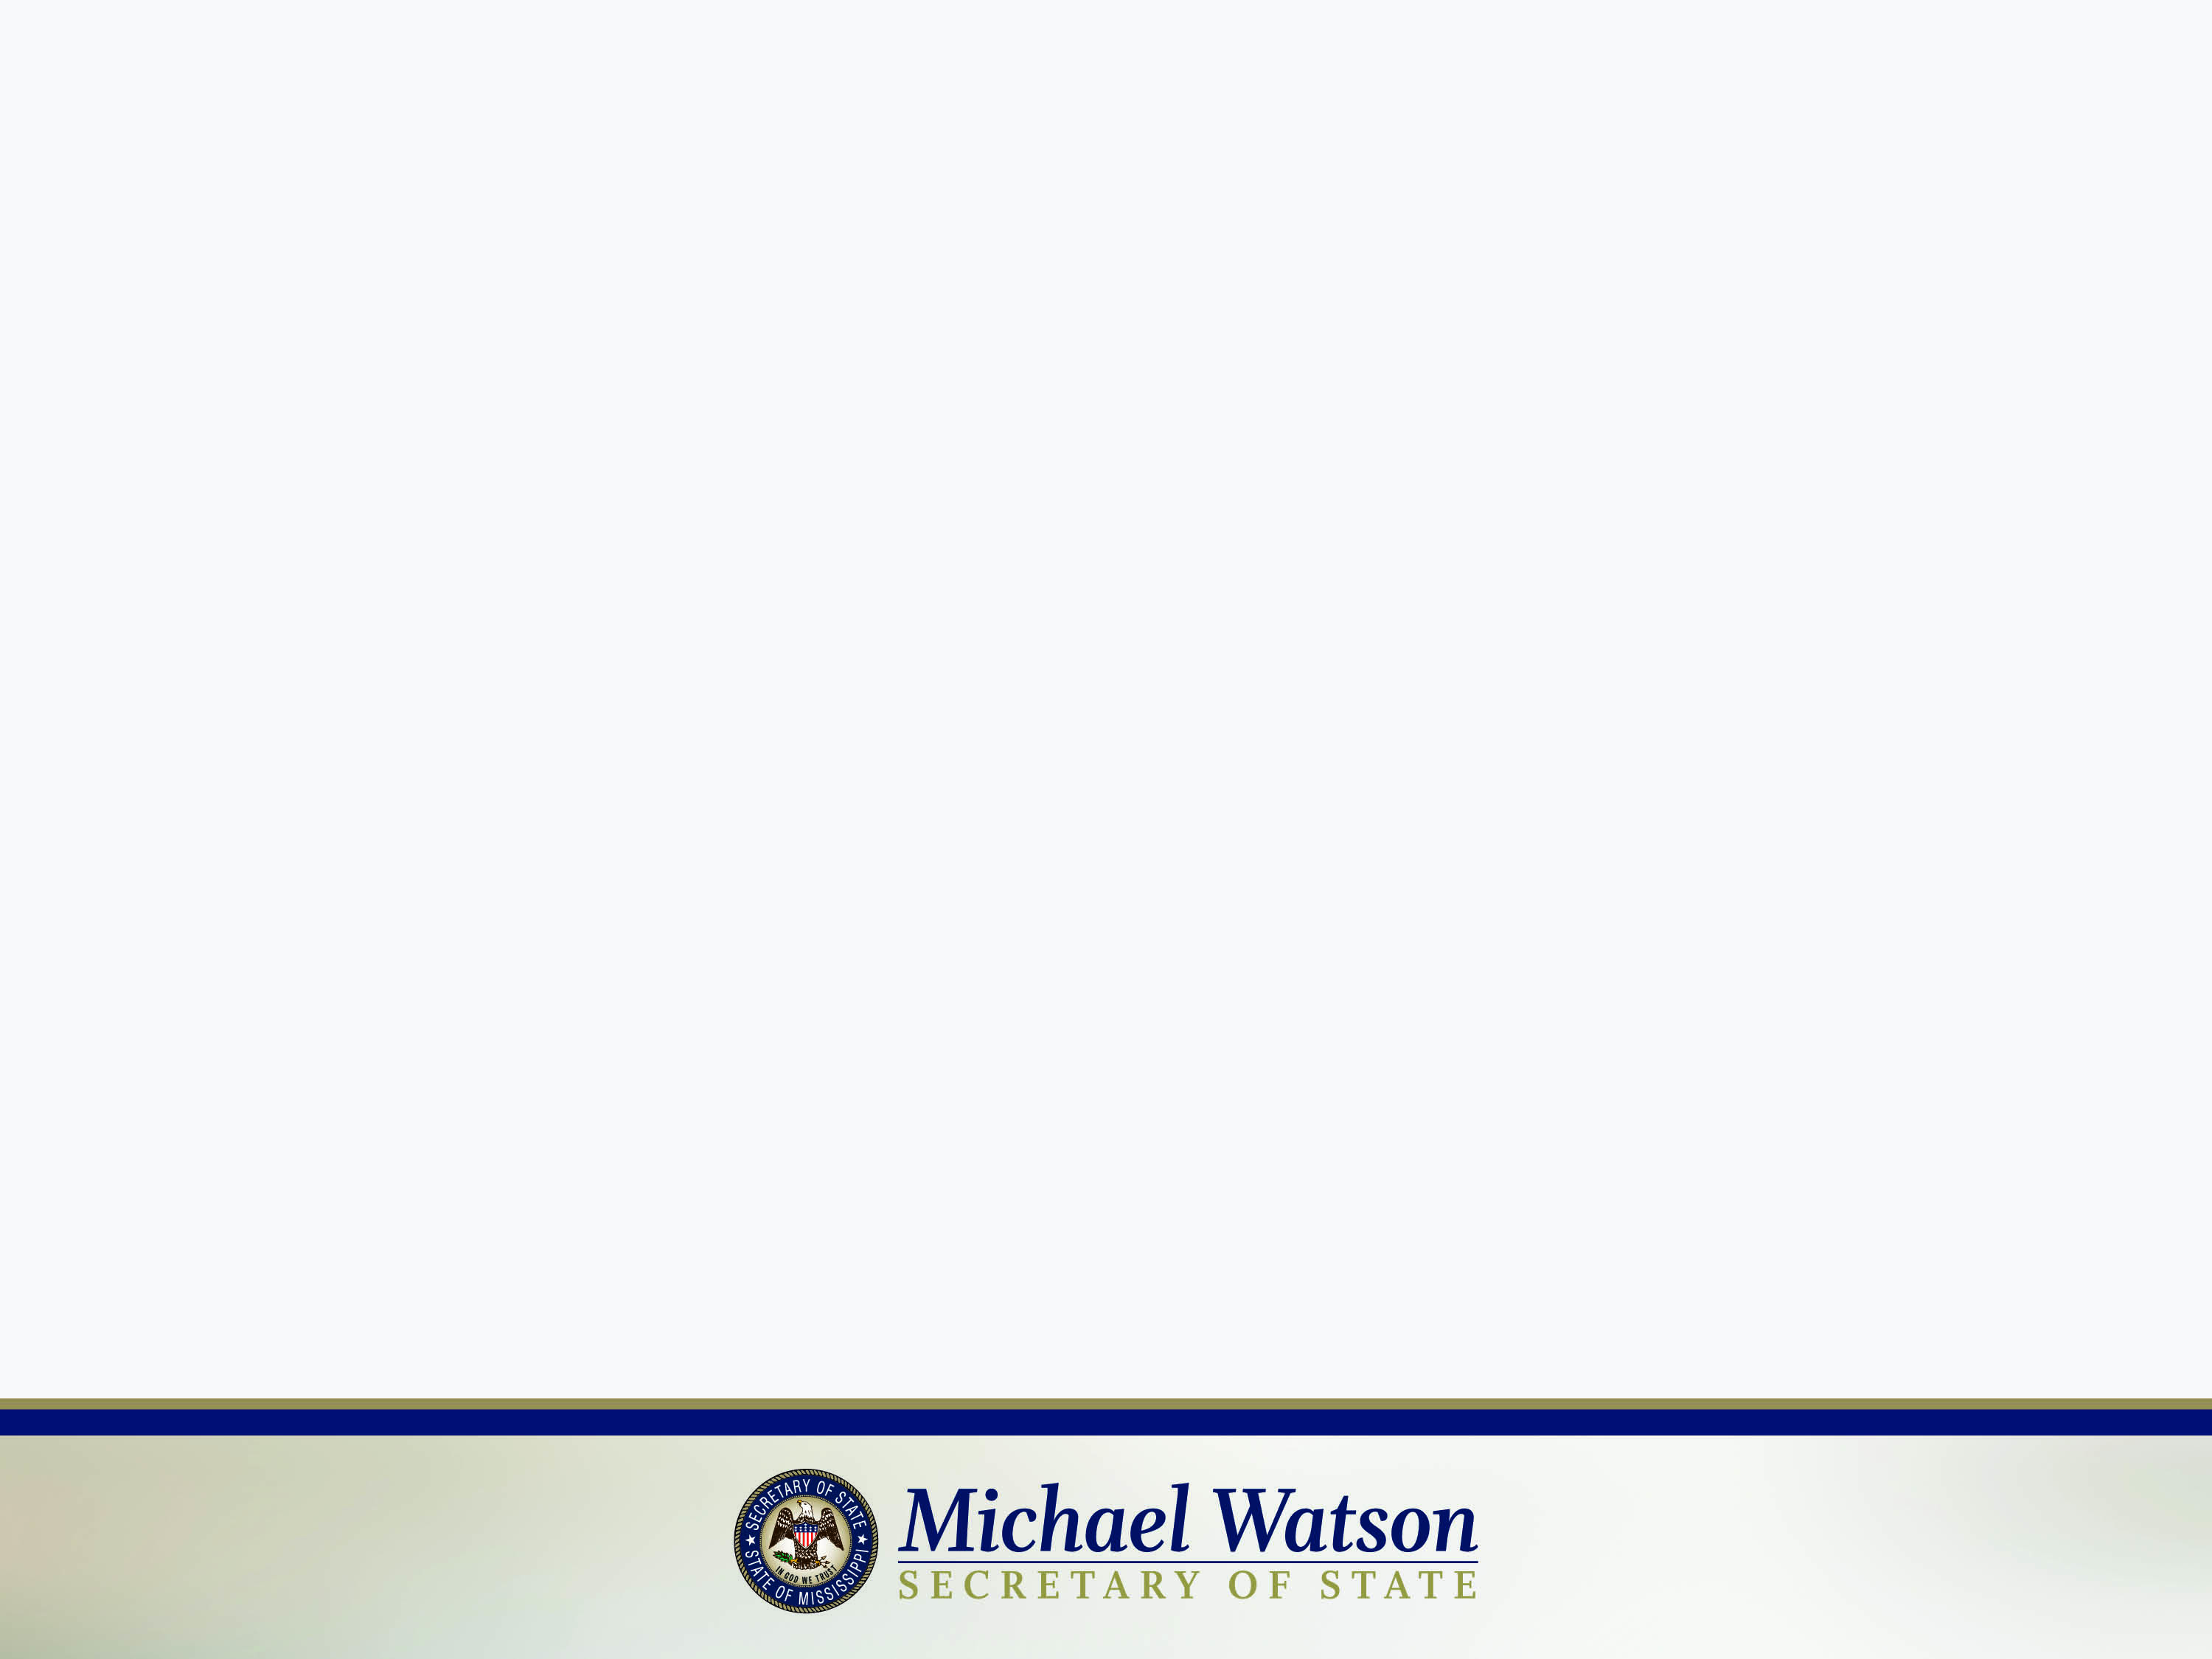 SECRETARY OF STATE
STATE OF MISSISSIPPI
IN GOD WE TRUST
Michael Watson
SECRETARY OF STATE